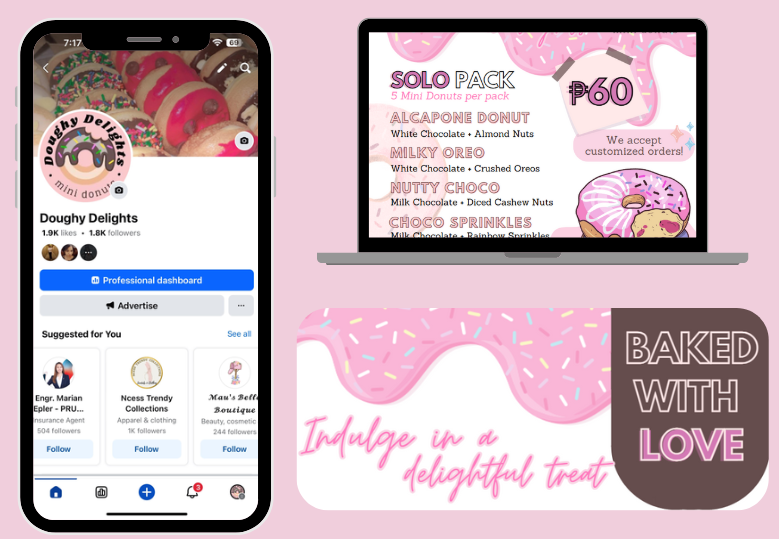 7:17
69
Doughy Delights
mini donuts
Doughy Delights
1.9K likes • 1.8K followers
Professional dashboard
Advertise
Suggested for You
See all
Engr. Marian
Epler - PRU...
nsurance Agent
504 followers
Follow
Ncess Trendy
Collections
Apparel & clothing
1K followers
Follow
Mau's Belle
Boutique
Beauty, cosmetic
244 followers
Follow
3
SOLO PACK
5 Mini Donuts per pack
₱60
ALCAPONE DONUT
White Chocolate + Almond Nuts
MILKY OREO
White Chocolate + Crushed Oreos
NUTTY CHOCO
Milk Chocolate + Diced Cashew Nuts
CHOCO SPRINKLES
Milk Chocolate + Rainbow Sprinkles
We accept
customized orders!
Indulge in a
delightful treat
BAKED
WITH
LOVE